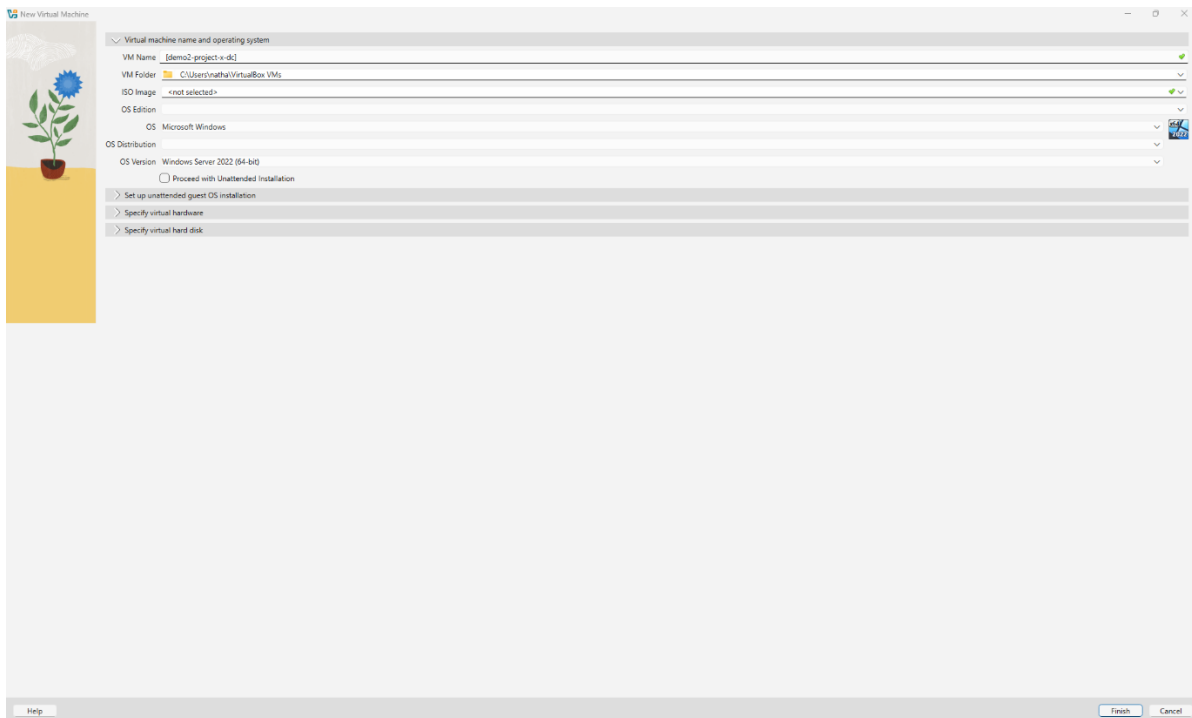 New Virtual Machine
Virtual machine name and operating system
VM Name [demo2-project-x-dc]
VM Folder C:\Users\natha\VirtualBox VMs
ISO Image <not selected>
OS Edition
OS Microsoft Windows
OS Distribution
OS Version Windows Server 2022 (64-bit)
Proceed with Unattended Installation
Set up unattended guest OS installation
Specify virtual hardware
Specify virtual hard disk
Help Finish Cancel